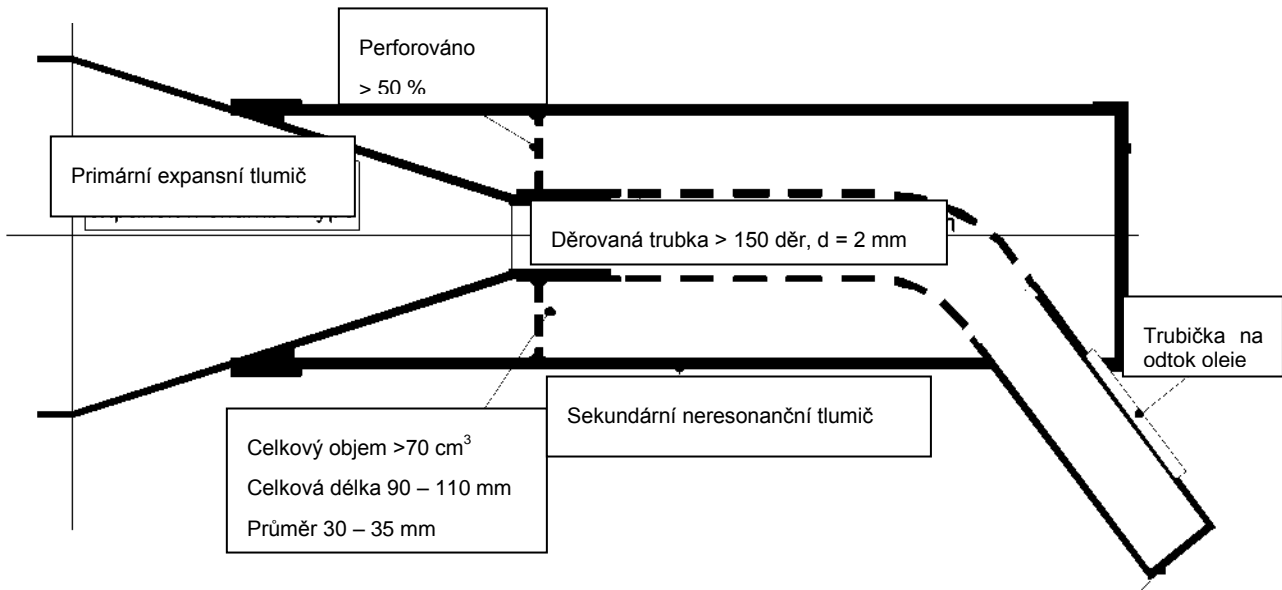 Perforováno
> 50 %
Primární expansní tlumič
Děrovaná trubka > 150 děr, d = 2 mm
Trubička na
odtok oleie
Sekundární neresonanční tlumič
Celkový objem >70 cm³
Celková délka 90 – 110 mm
Průměr 30 – 35 mm